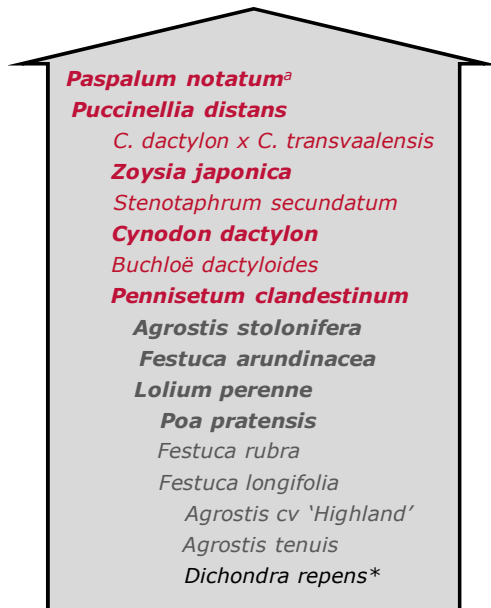 Paspalum notatumᵃ
Puccinellia distans
C. dactylon x C. transvaalensis
Zoysia japonica
Stenotaphrum secundatum
Cynodon dactylon
Buchloë dactyloides
Pennisetum clandestinum
Agrostis stolonifera
Festuca arundinacea
Lolium perenne
Poa pratensis
Festuca rubra
Festuca longifolia
Agrostis cv ‘Highland’
Agrostis tenuis
Dichondra repens*